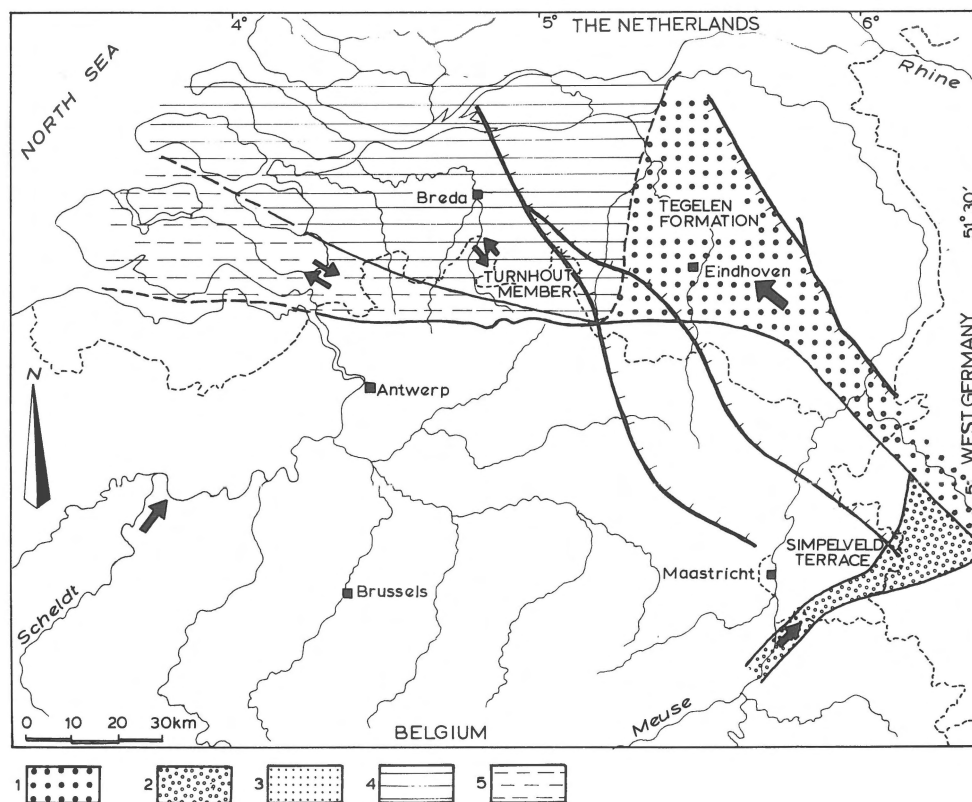 4° 5° 6°
THE NETHERLANDS
NORTH SEA
Rhine
Breda
TEGELEN
FORMATION
51° 30'
Eindhoven
TURNHOUT
MEMBER
Antwerp
N
WEST GERMANY
5
SIMPELVELD
TERRACE
Maastricht
Brussels
Scheldt
Meuse
0 10 20 30km
BELGIUM
1 2 3 4 5